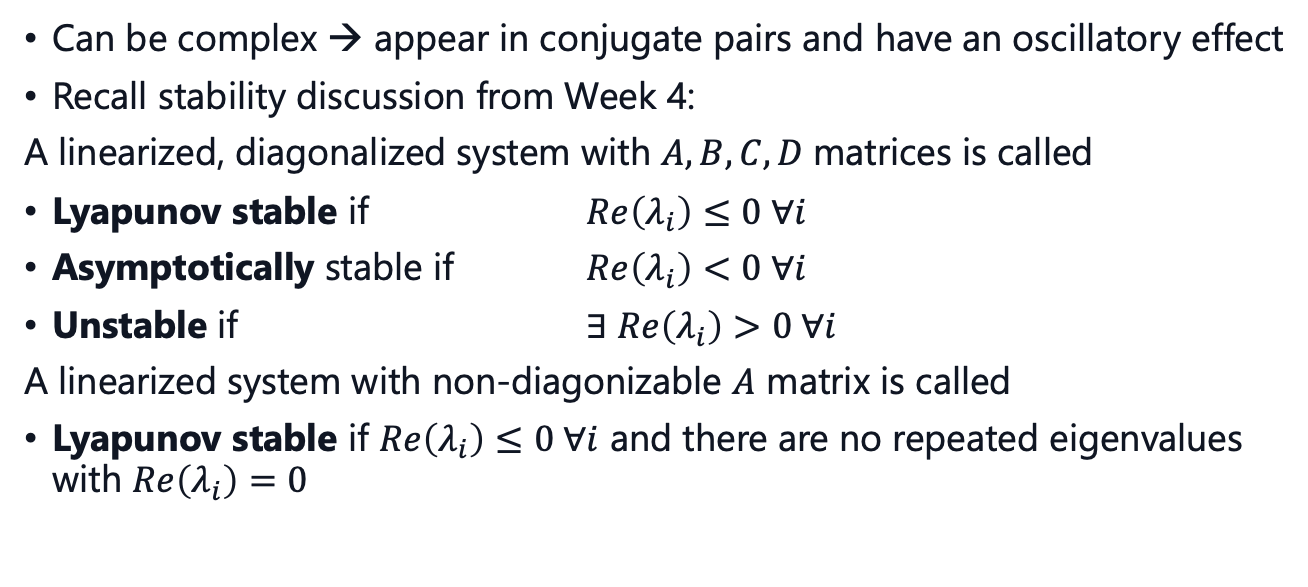 • Can be complex → appear in conjugate pairs and have an oscillatory effect
• Recall stability discussion from Week 4:
A linearized, diagonalized system with A, B, C, D matrices is called
• Lyapunov stable if Re(λᵢ) ≤ 0 ∀i
• Asymptotically stable if Re(λᵢ) < 0 ∀i
• Unstable if ∃ Re(λᵢ) > 0 ∀i
A linearized system with non-diagonizable A matrix is called
• Lyapunov stable if Re(λᵢ) ≤ 0 ∀i and there are no repeated eigenvalues
with Re(λᵢ) = 0